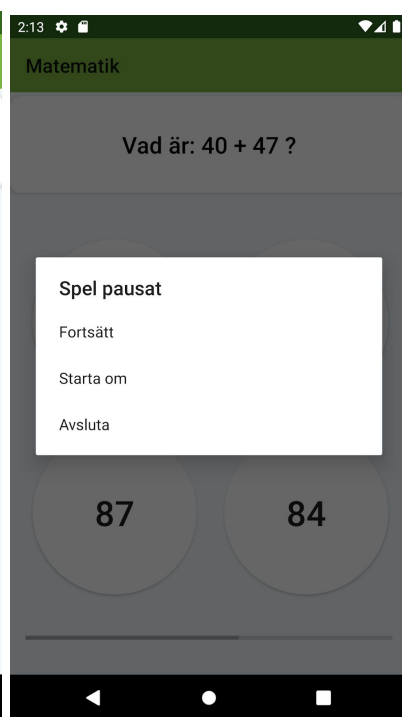 2:13
Matematik
Vad är: 40 + 47 ?
Spel pausat
Fortsätt
Starta om
Avsluta
87 84